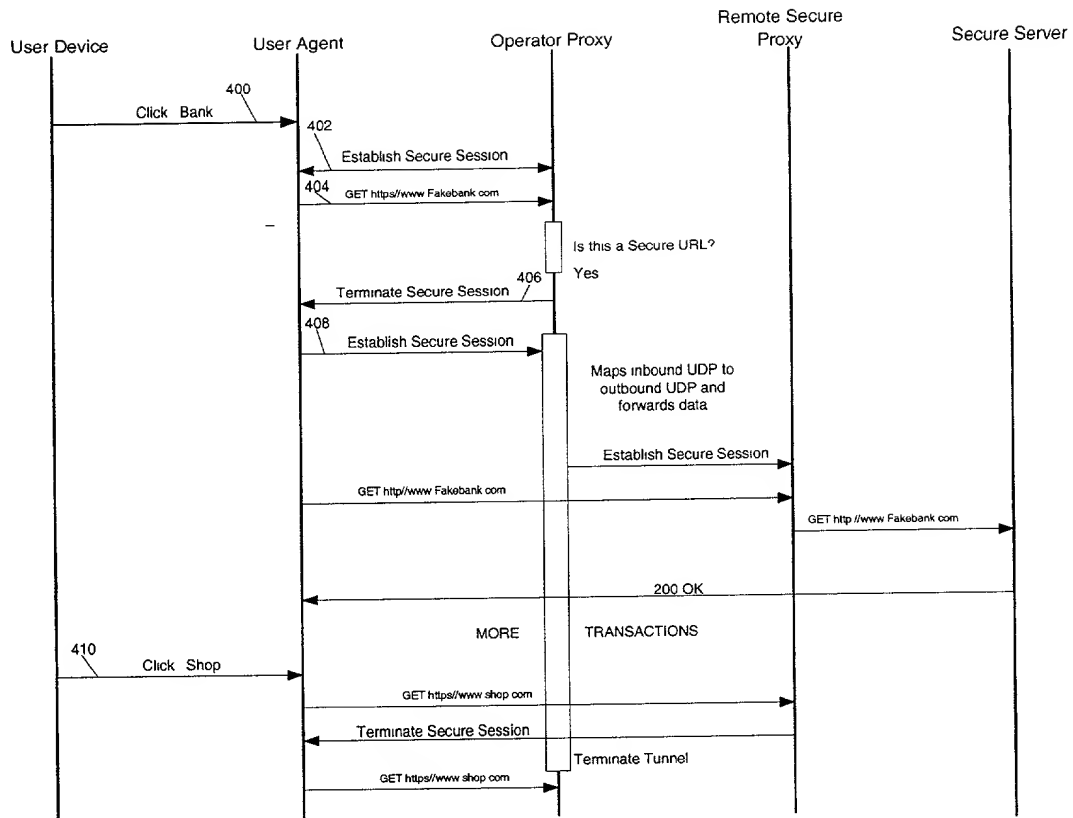 User Device
User Agent
Operator Proxy
Remote Secure
Proxy
Secure Server
400
Click Bank
402
Establish Secure Session
404
GET https//www Fakebank com
Is this a Secure URL?
Yes
406
Terminate Secure Session
408
Establish Secure Session
Maps inbound UDP to
outbound UDP and
forwards data
Establish Secure Session
GET http//www Fakebank com
GET http //www Fakebank com
200 OK
MORE TRANSACTIONS
410
Click Shop
GET https//www shop com
Terminate Secure Session
Terminate Tunnel
GET https//www shop com